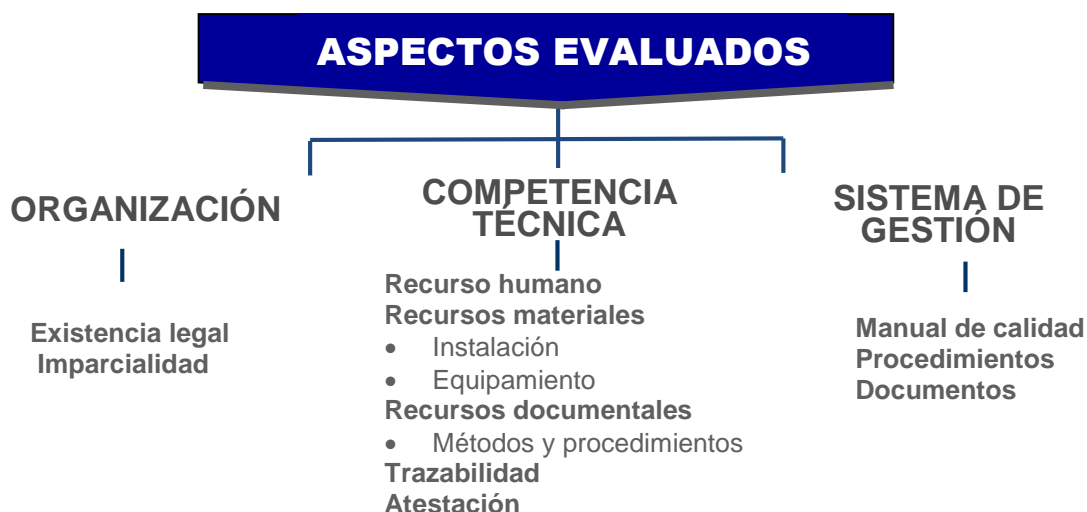 ASPECTOS EVALUADOS
ORGANIZACIÓN
Existencia legal
Imparcialidad
COMPETENCIA
TÉCNICA
Recurso humano
Recursos materiales
• Instalación
• Equipamiento
Recursos documentales
• Métodos y procedimientos
Trazabilidad
Atestación
SISTEMA DE
GESTIÓN
Manual de calidad
Procedimientos
Documentos